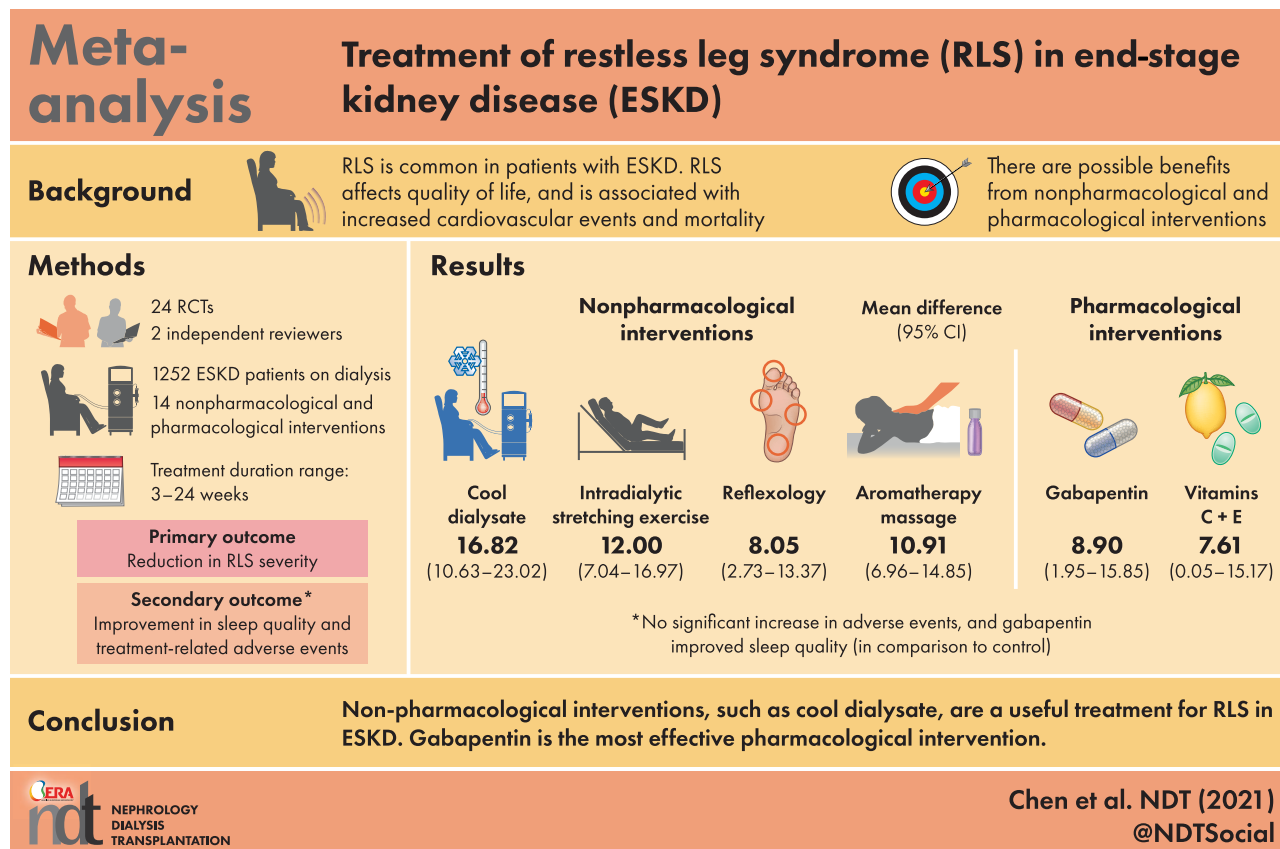 Meta-
analysis
Treatment of restless leg syndrome (RLS) in end-stage
kidney disease (ESKD)
Background
RLS is common in patients with ESKD. RLS
affects quality of life, and is associated with
increased cardiovascular events and mortality
There are possible benefits
from nonpharmacological and
pharmacological interventions
Methods
24 RCTs
2 independent reviewers
1252 ESKD patients on dialysis
14 nonpharmacological and
pharmacological interventions
Treatment duration range:
3–24 weeks
Primary outcome
Reduction in RLS severity
Secondary outcome*
Improvement in sleep quality and
treatment-related adverse events
Results
Nonpharmacological
interventions
Mean difference
(95% CI)
Pharmacological
interventions
Cool
dialysate
16.82
(10.63–23.02)
Intradialytic
stretching exercise
12.00
(7.04–16.97)
Reflexology
8.05
(2.73–13.37)
Aromatherapy
massage
10.91
(6.96–14.85)
Gabapentin
8.90
(1.95–15.85)
Vitamins
C + E
7.61
(0.05–15.17)
*No significant increase in adverse events, and gabapentin
improved sleep quality (in comparison to control)
Conclusion
Non-pharmacological interventions, such as cool dialysate, are a useful treatment for RLS in
ESKD. Gabapentin is the most effective pharmacological intervention.
ERA
ndt
NEPHROLOGY
DIALYSIS
TRANSPLANTATION
Chen et al. NDT (2021)
@NDTSocial